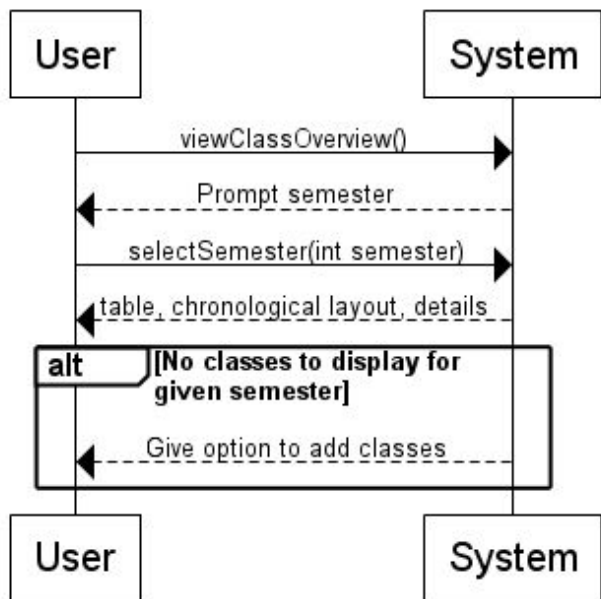 User
System
viewClassOverview()
Prompt semester
selectSemester(int semester)
table, chronological layout, details
alt
[No classes to display for
given semester]
Give option to add classes
User
System